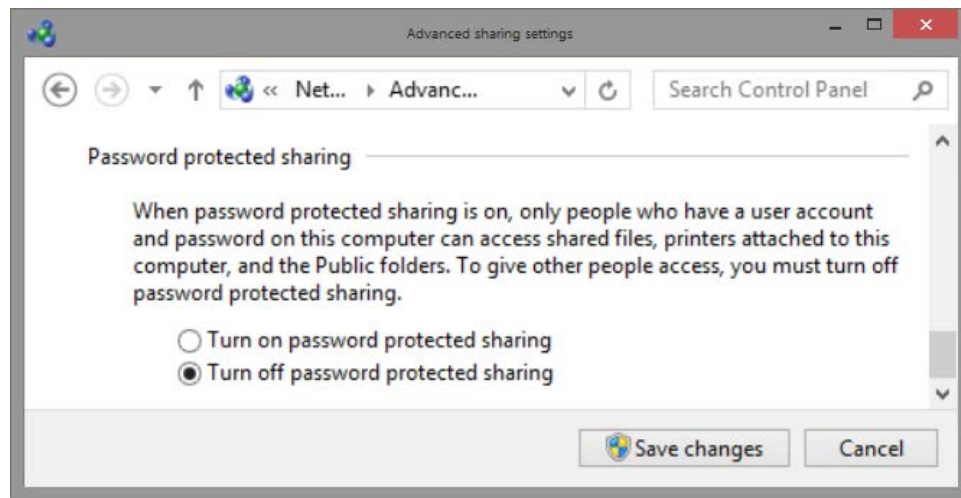 Advanced sharing settings
« Net... Advanc...
Search Control Panel
Password protected sharing
When password protected sharing is on, only people who have a user account
and password on this computer can access shared files, printers attached to this
computer, and the Public folders. To give other people access, you must turn off
password protected sharing.
Turn on password protected sharing
Turn off password protected sharing
Save changes
Cancel